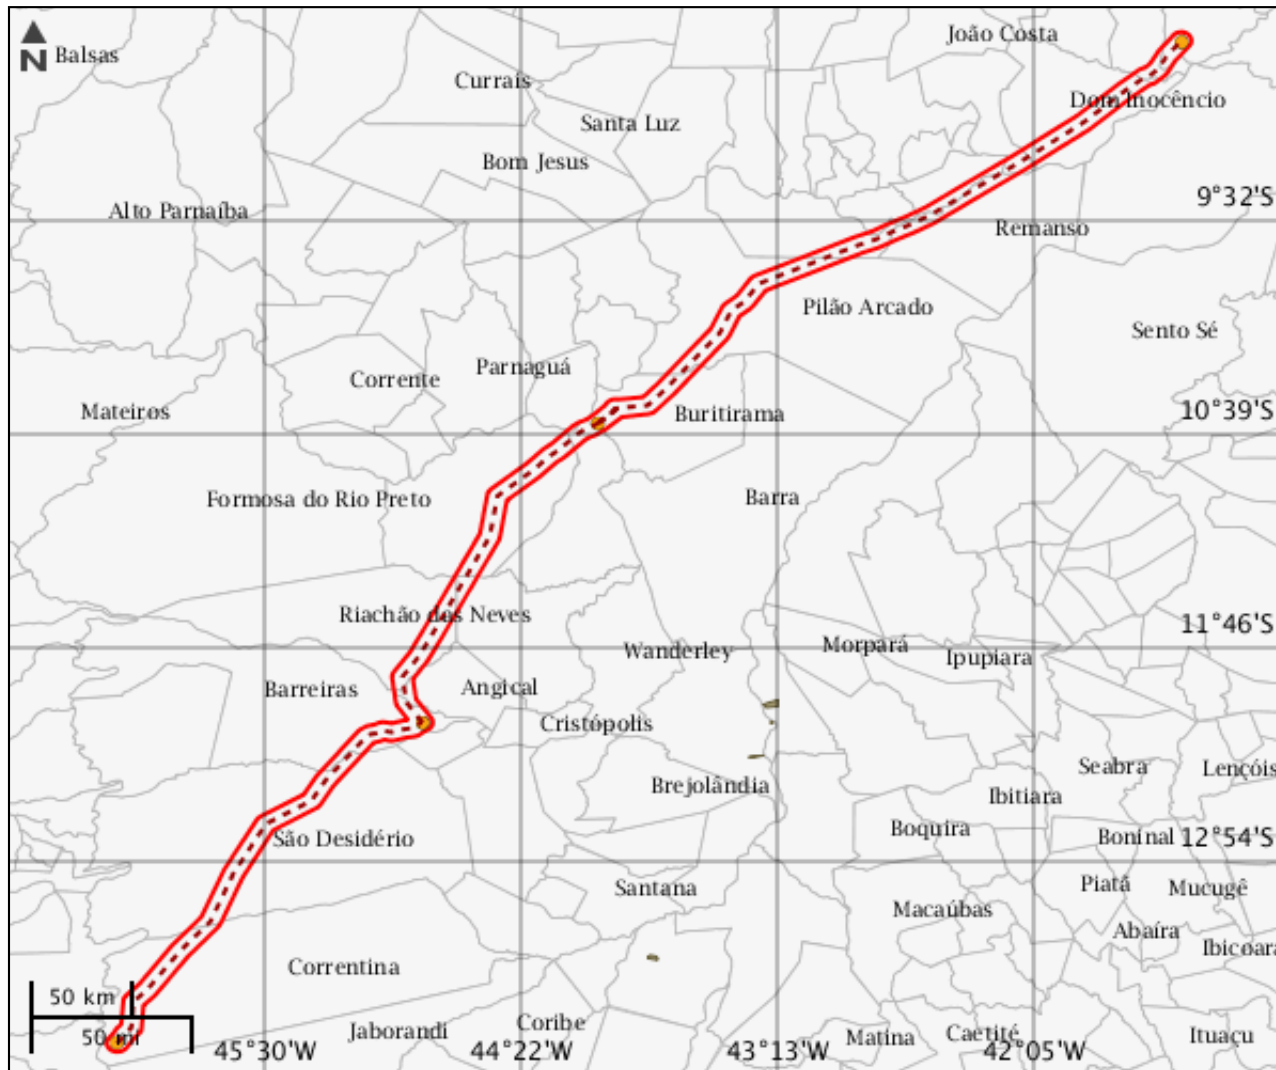 João Costa
N
Balsas
Currais
Dom Inocêncio
Santa Luz
Bom Jesus
Alto Parnaíba
9°32'S
Remanso
Pilão Arcado
Sento Sé
Parnaguá
Corrente
Mateiros
Buritirama
10°39'S
Formosa do Rio Preto
Barra
Riachão das Neves
11°46'S
Wanderley
Morpará
Ipupiara
Barreiras
Angical
Cristópolis
Seabra
Lençóis
Brejolândia
Ibitiara
São Desidério
Boquira
Boninal
12°54'S
Santana
Piatã
Mucugê
Macaúbas
Abaíra
Ibicoara
Correntina
50 km
50 mi
Jaborandi
Coribe
Matina
Caetité
Ituaçu
45°30'W
44°22'W
43°13'W
42°05'W